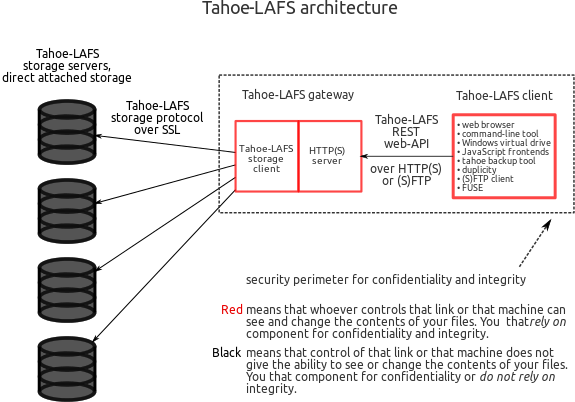 Tahoe-LAFS architecture
Tahoe-LAFS
storage servers,
direct attached storage
Tahoe-LAFS
storage protocol
over SSL
Tahoe-LAFS gateway
Tahoe-LAFS
storage
client
HTTP(S)
server
Tahoe-LAFS
REST
web-API
over HTTP(S)
or (S)FTP
Tahoe-LAFS client
• web browser
• command-line tool
• Windows virtual drive
• JavaScript frontends
• tahoe backup tool
• duplicity
• (S)FTP client
• FUSE
security perimeter for confidentiality and integrity
Red means that whoever controls that link or that machine can
see and change the contents of your files. You that rely on
component for confidentiality and integrity.
Black means that control of that link or that machine does not
give the ability to see or change the contents of your files.
You that component for confidentiality or do not rely on
integrity.